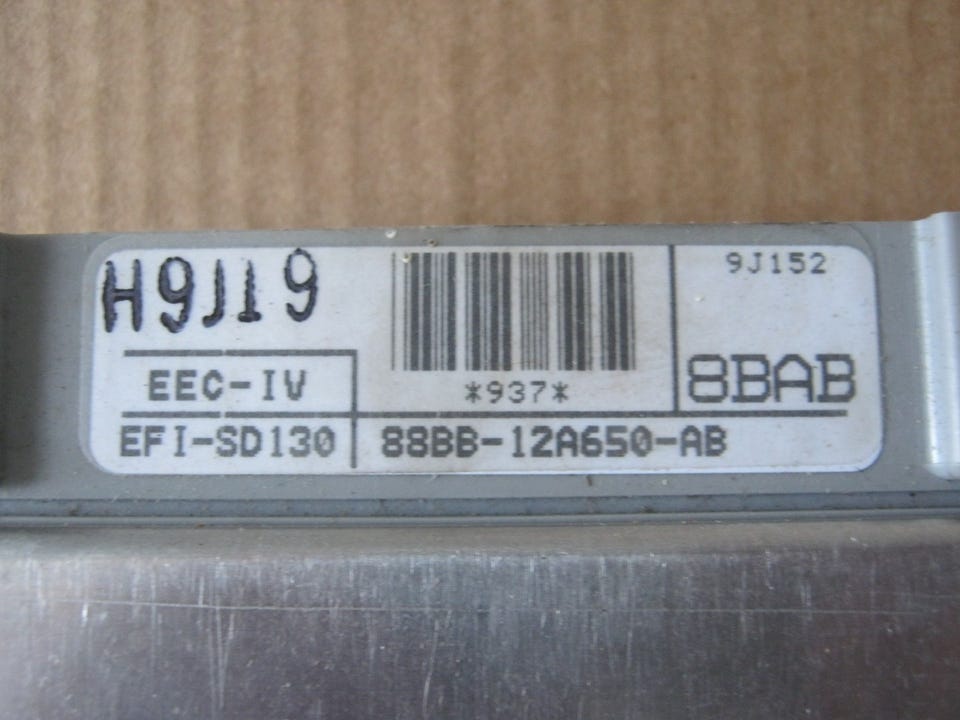 H9J19
9J152
*937*
8BAB
EEC-IV
EFI-SD130
88BB-12A650-AB